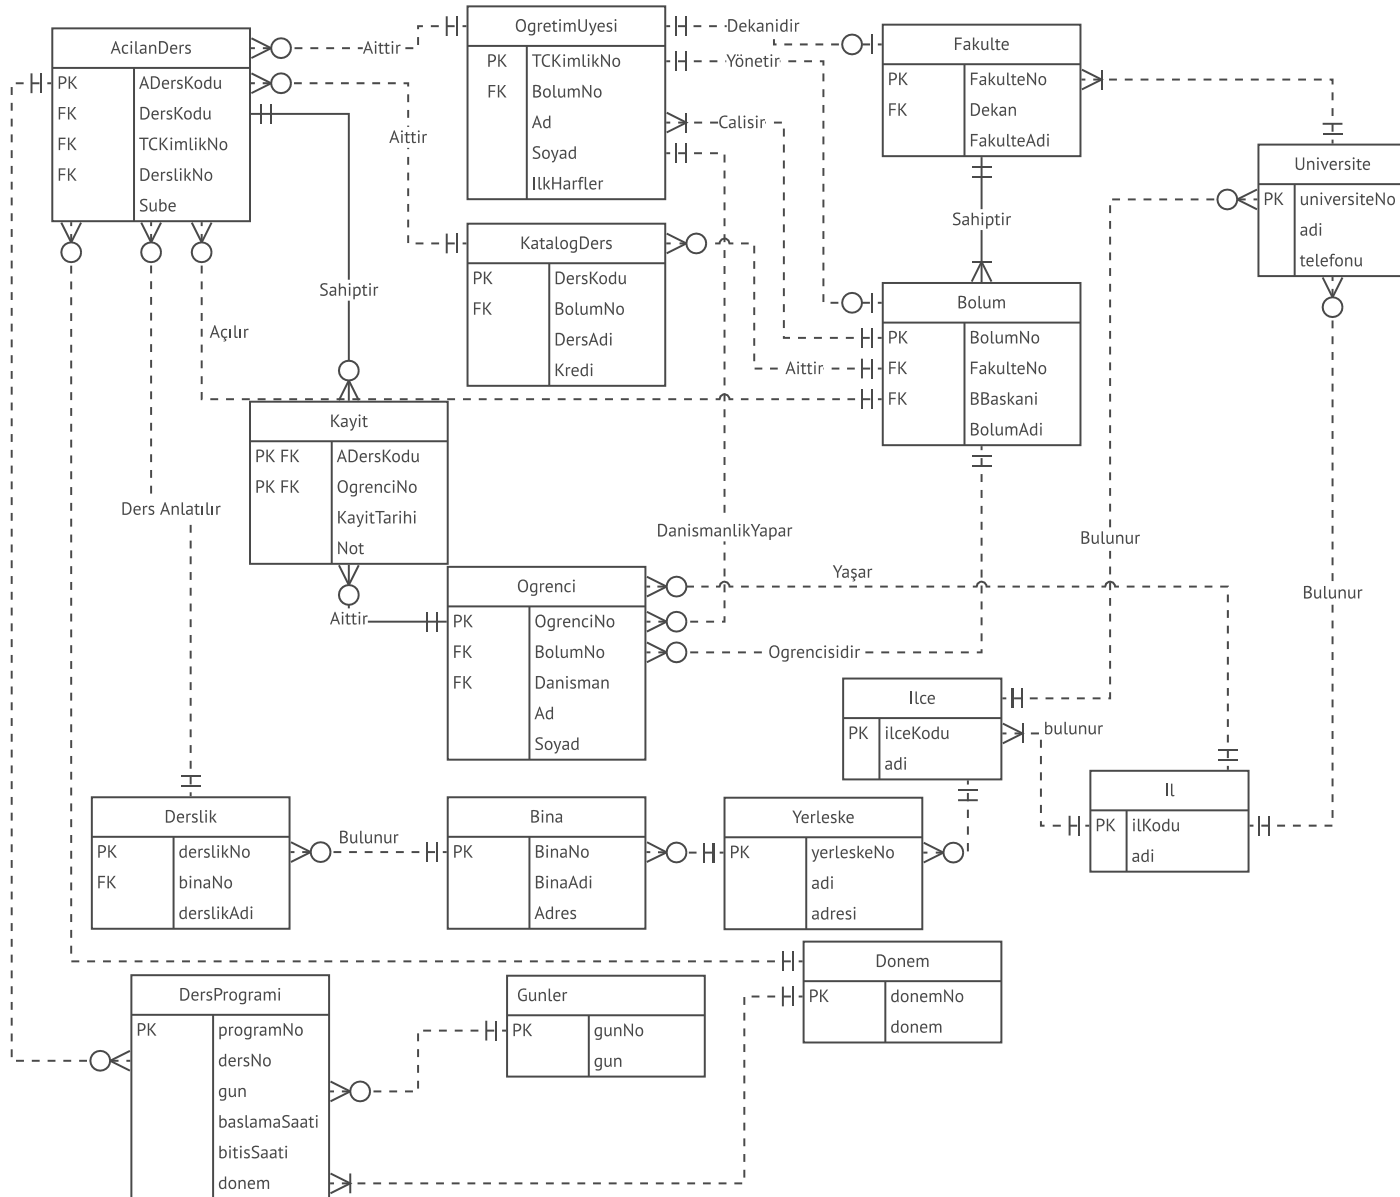 AcilanDers
PK ADersKodu
FK DersKodu
FK TCKimlikNo
FK DerslikNo
Sube
Aittir
OgretimUyesi
PK TCKimlikNo
FK BolumNo
Ad
Soyad
IlkHarfler
Dekanidir
Yönetir
Calisir
Fakulte
PK FakulteNo
FK Dekan
FakulteAdi
Universite
PK universiteNo
adi
telefonu
Aittir
Sahiptir
KatalogDers
PK DersKodu
FK BolumNo
DersAdi
Kredi
Sahiptir
Açılır
Aittir
Bolum
PK BolumNo
FK FakulteNo
FK BBaskani
BolumAdi
Kayit
PK FK ADersKodu
PK FK OgrenciNo
KayitTarihi
Not
Ders Anlatılır
DanismanlikYapar
Bulunur
Yaşar
Bulunur
Aittir
Ogrenci
PK OgrenciNo
FK BolumNo
FK Danisman
Ad
Soyad
Ogrencisidir
Ilce
PK ilceKodu
adi
bulunur
Il
PK ilKodu
adi
Derslik
PK derslikNo
FK binaNo
derslikAdi
Bulunur
Bina
PK BinaNo
BinaAdi
Adres
Yerleske
PK yerleskeNo
adi
adresi
Donem
PK donemNo
donem
DersProgrami
PK programNo
dersNo
gun
baslamaSaati
bitisSaati
donem
Gunler
PK gunNo
gun